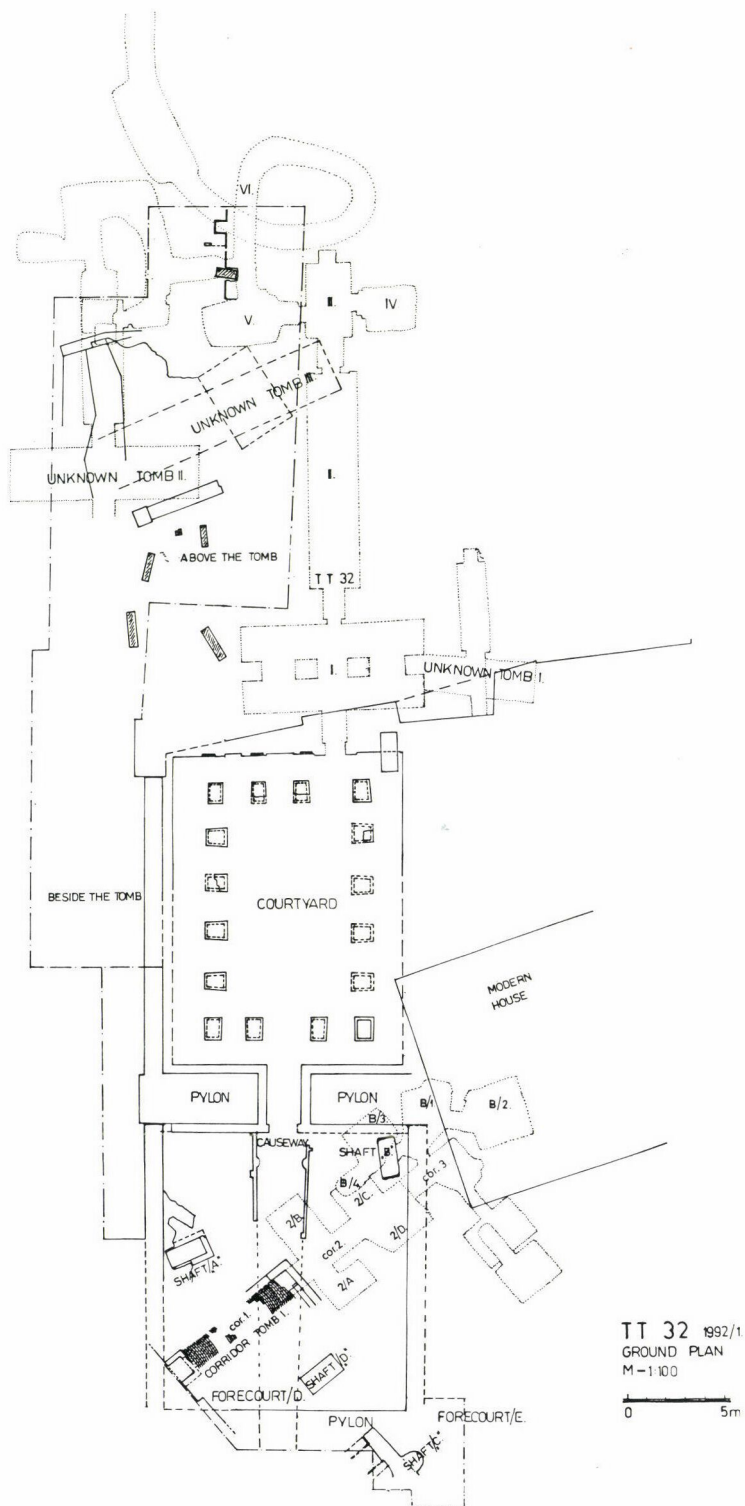 VI.
II.
IV
V.
UNKNOWN TOMB III.
UNKNOWN TOMB II.
II.
ABOVE THE TOMB
TT 32
I.
UNKNOWN TOMB I.
BESIDE THE TOMB
COURTYARD
MODERN
HOUSE
PYLON
PYLON
B/1.
B/2.
B/3.
CAUSEWAY
SHAFT "B"
B/4.
cor. 3
2/C.
2/B.
2/D.
cor. 2.
2/A
SHAFT/"A"
cor. 1.
CORRIDOR TOMB I.
SHAFT/"D"
FORECOURT/D.
PYLON
FORECOURT/E.
SHAFT/"C"
TT 32 1992/1.
GROUND PLAN
M-1:100
0 5m